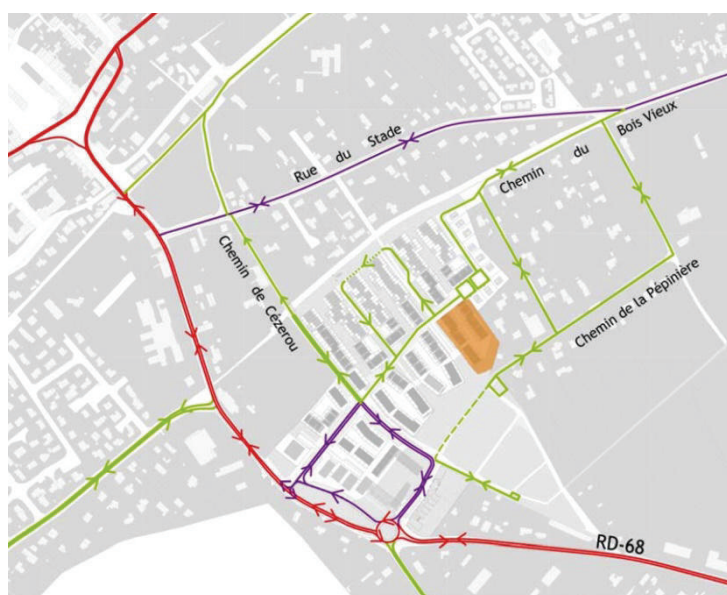 Rue du Stade
Chemin du Bois Vieux
Chemin de Cézerou
Chemin de la Pépinière
RD-68